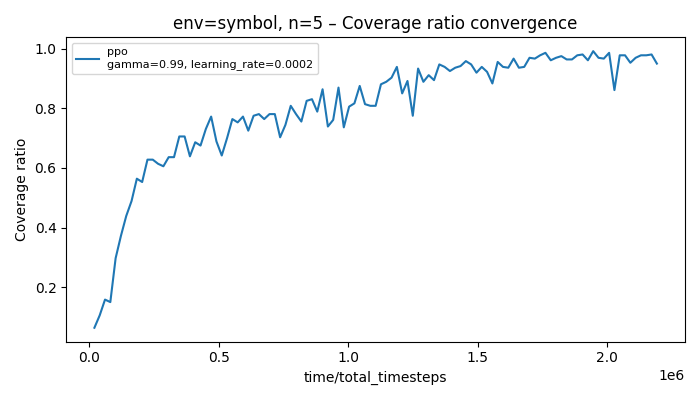 env=symbol, n=5 – Coverage ratio convergence
ppo
gamma=0.99, learning_rate=0.0002
Coverage ratio
1.0
0.8
0.6
0.4
0.2
0.0 0.5 1.0 1.5 2.0
1e6
time/total_timesteps